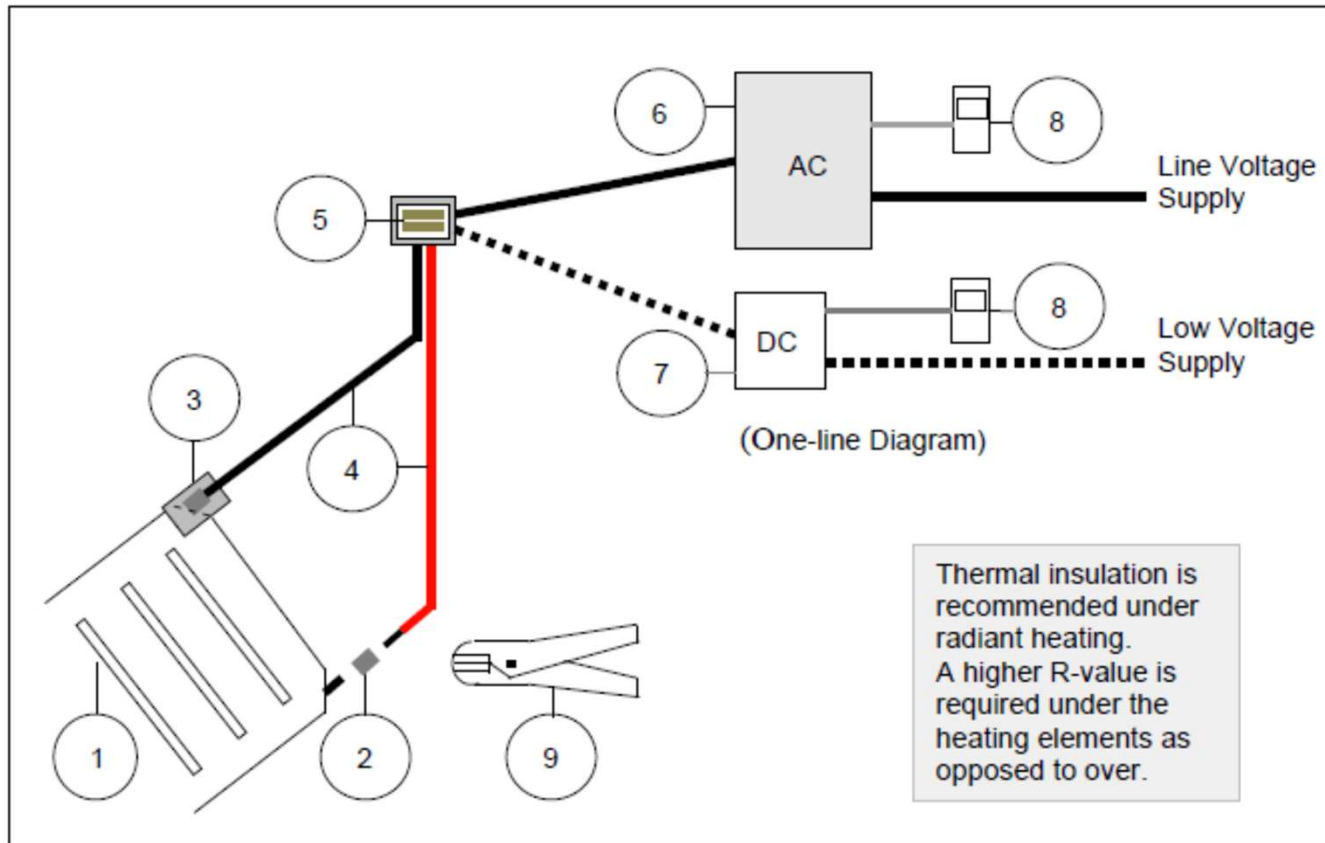 6
8
AC
Line Voltage
Supply
5
8
DC
Low Voltage
Supply
7
3
(One-line Diagram)
4
Thermal insulation is
recommended under
radiant heating.
A higher R-value is
required under the
heating elements as
opposed to over.
1
2
9